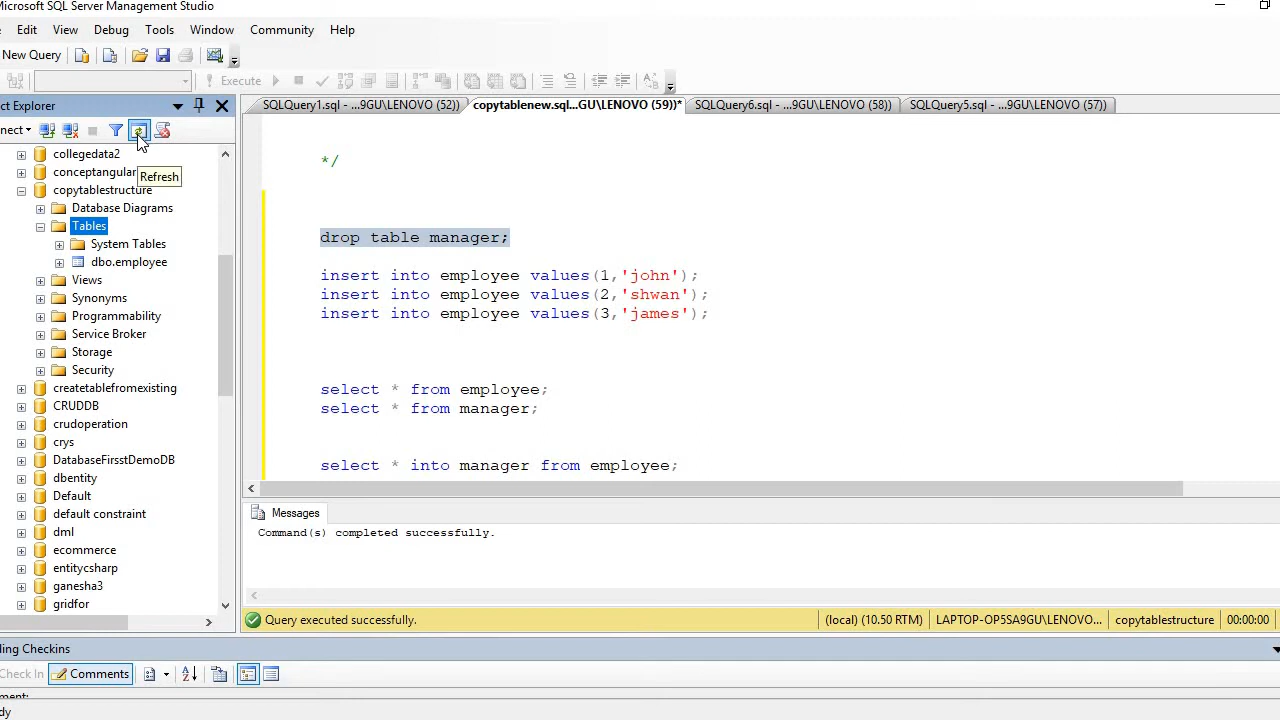 Microsoft SQL Server Management Studio
Edit View Debug Tools Window Community Help
New Query
Execute
ct Explorer
SQLQuery1.sql - ...9GU\LENOVO (52))
copytablenew.sql...GU\LENOVO (59))*
SQLQuery6.sql - ...9GU\LENOVO (58))
SQLQuery5.sql - ...9GU\LENOVO (57))
nect
Refresh
collegedata2
conceptangular
copytablestructure
Database Diagrams
Tables
System Tables
dbo.employee
Views
Synonyms
Programmability
Service Broker
Storage
Security
createtablefromexisting
CRUDDB
crudoperation
crys
DatabaseFirsstDemoDB
dbentity
Default
default constraint
dml
ecommerce
entitycsharp
ganesha3
gridfor
*/
drop table manager;
insert into employee values(1,'john');
insert into employee values(2,'shwan');
insert into employee values(3,'james');
select * from employee;
select * from manager;
select * into manager from employee;
Messages
Command(s) completed successfully.
Query executed successfully.
(local) (10.50 RTM) LAPTOP-OP5SA9GU\LENOVO... copytablestructure 00:00:00
ling Checkins
Check In Comments
ment:
dy